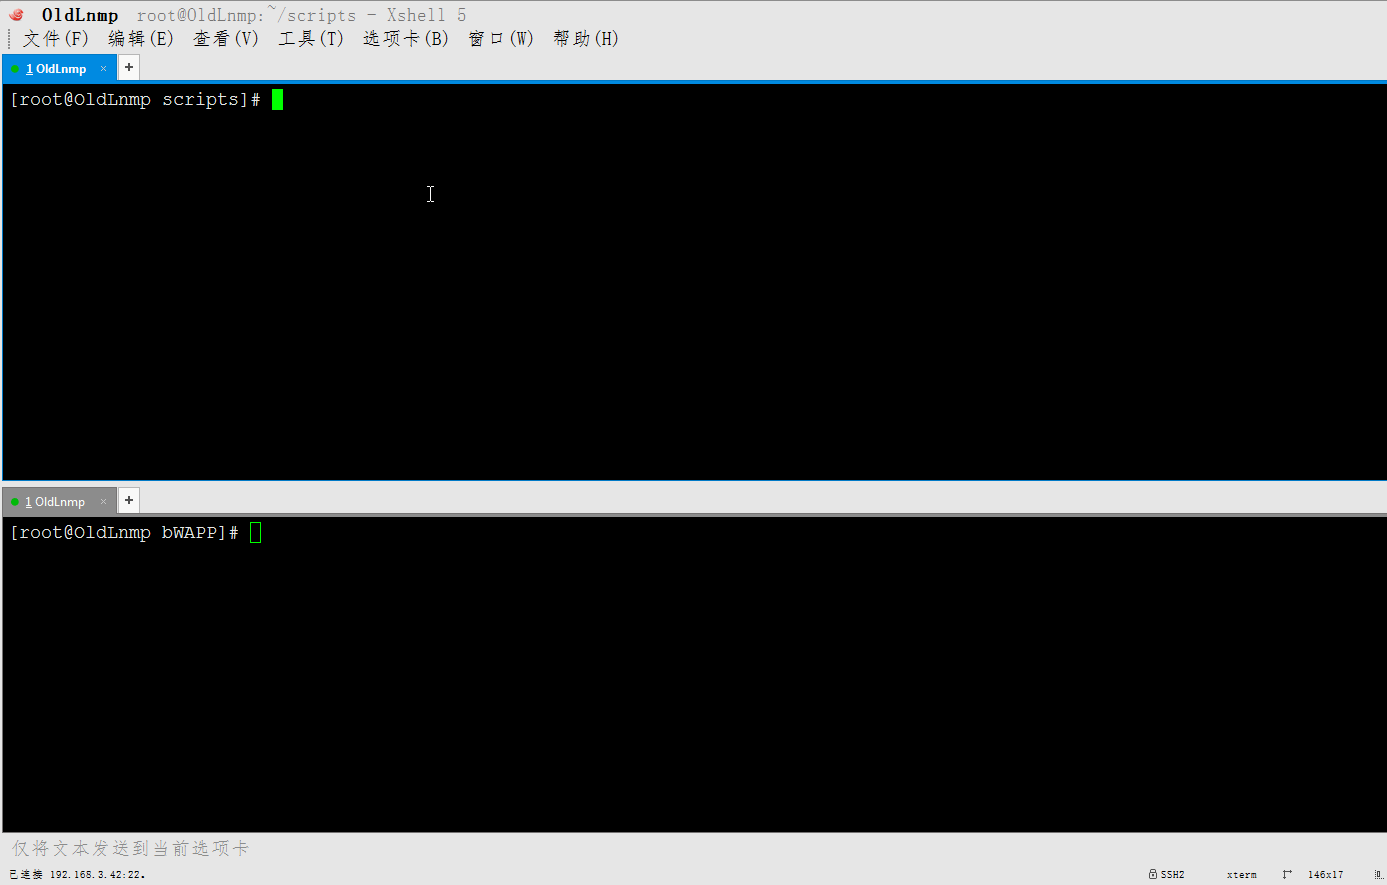 OldLnmp root@OldLnmp:~/scripts - Xshell 5
文件(F) 编辑(E) 查看(V) 工具(T) 选项卡(B) 窗口(W) 帮助(H)
1 OldLnmp × +
[root@OldLnmp scripts]#
1 OldLnmp × +
[root@OldLnmp bWAPP]#
仅将文本发送到当前选项卡
已连接 192.168.3.42:22. SSH2 xterm 146x17